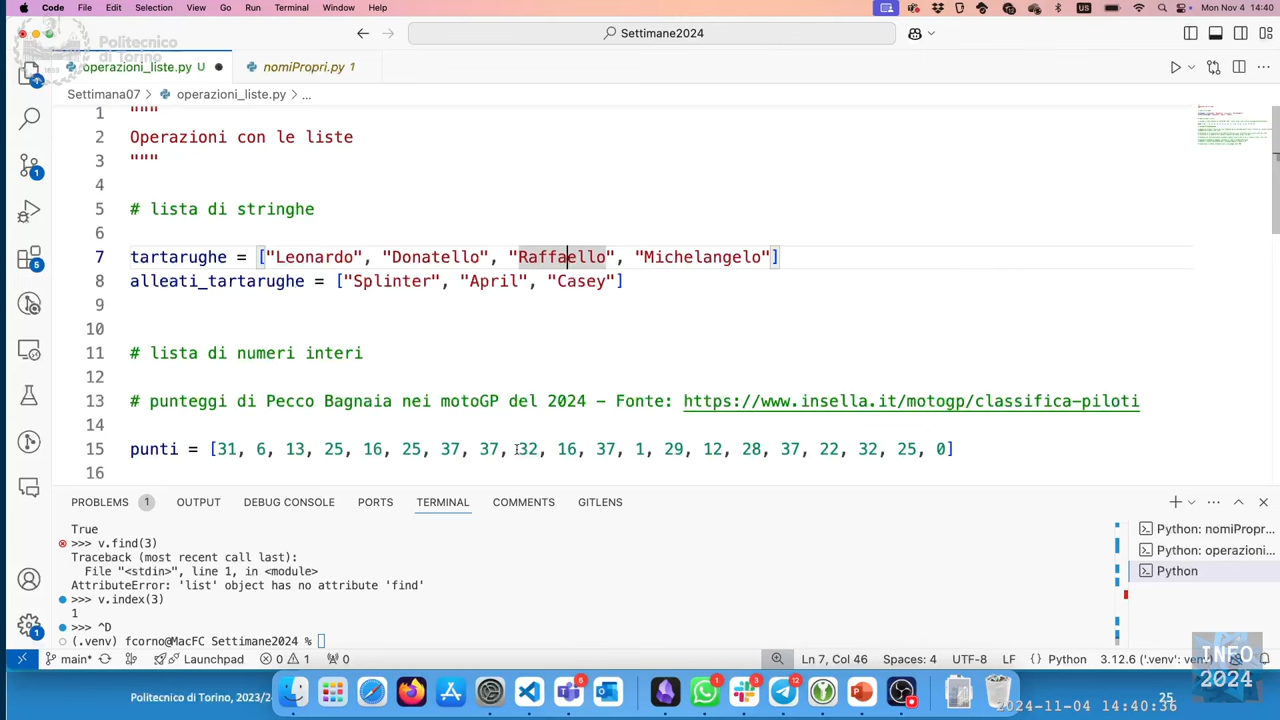 Code File Edit Selection View Go Run Terminal Window Help US Mon Nov 4 14:40
Politecnico di Torino
Settimane2024
operazioni_liste.py U nomiPropri.py 1
Settimana07 > operazioni_liste.py > ...
1 """
2 Operazioni con le liste
3 """
4
5 # lista di stringhe
6
7 tartarughe = ["Leonardo", "Donatello", "Raffaello", "Michelangelo"]
8 alleati_tartarughe = ["Splinter", "April", "Casey"]
9
10
11 # lista di numeri interi
12
13 # punteggi di Pecco Bagnaia nei motoGP del 2024 – Fonte: https://www.insella.it/motogp/classifica-piloti
14
15 punti = [31, 6, 13, 25, 16, 25, 37, 37, 32, 16, 37, 1, 29, 12, 28, 37, 22, 32, 25, 0]
16
PROBLEMS 1 OUTPUT DEBUG CONSOLE PORTS TERMINAL COMMENTS GITLENS
True
>>> v.find(3)
Traceback (most recent call last):
File "<stdin>", line 1, in <module>
AttributeError: 'list' object has no attribute 'find'
>>> v.index(3)
1
>>> ^D
(.venv) fcorno@MacFC Settimane2024 %
Python: nomiPropr...
Python: operazioni...
Python
main* Launchpad 0 1 0 Ln 7, Col 46 Spaces: 4 UTF-8 LF Python 3.12.6 ('.venv': venv)
INFO 2024
Politecnico di Torino, 2023/2
25
2024-11-04 14:40:36